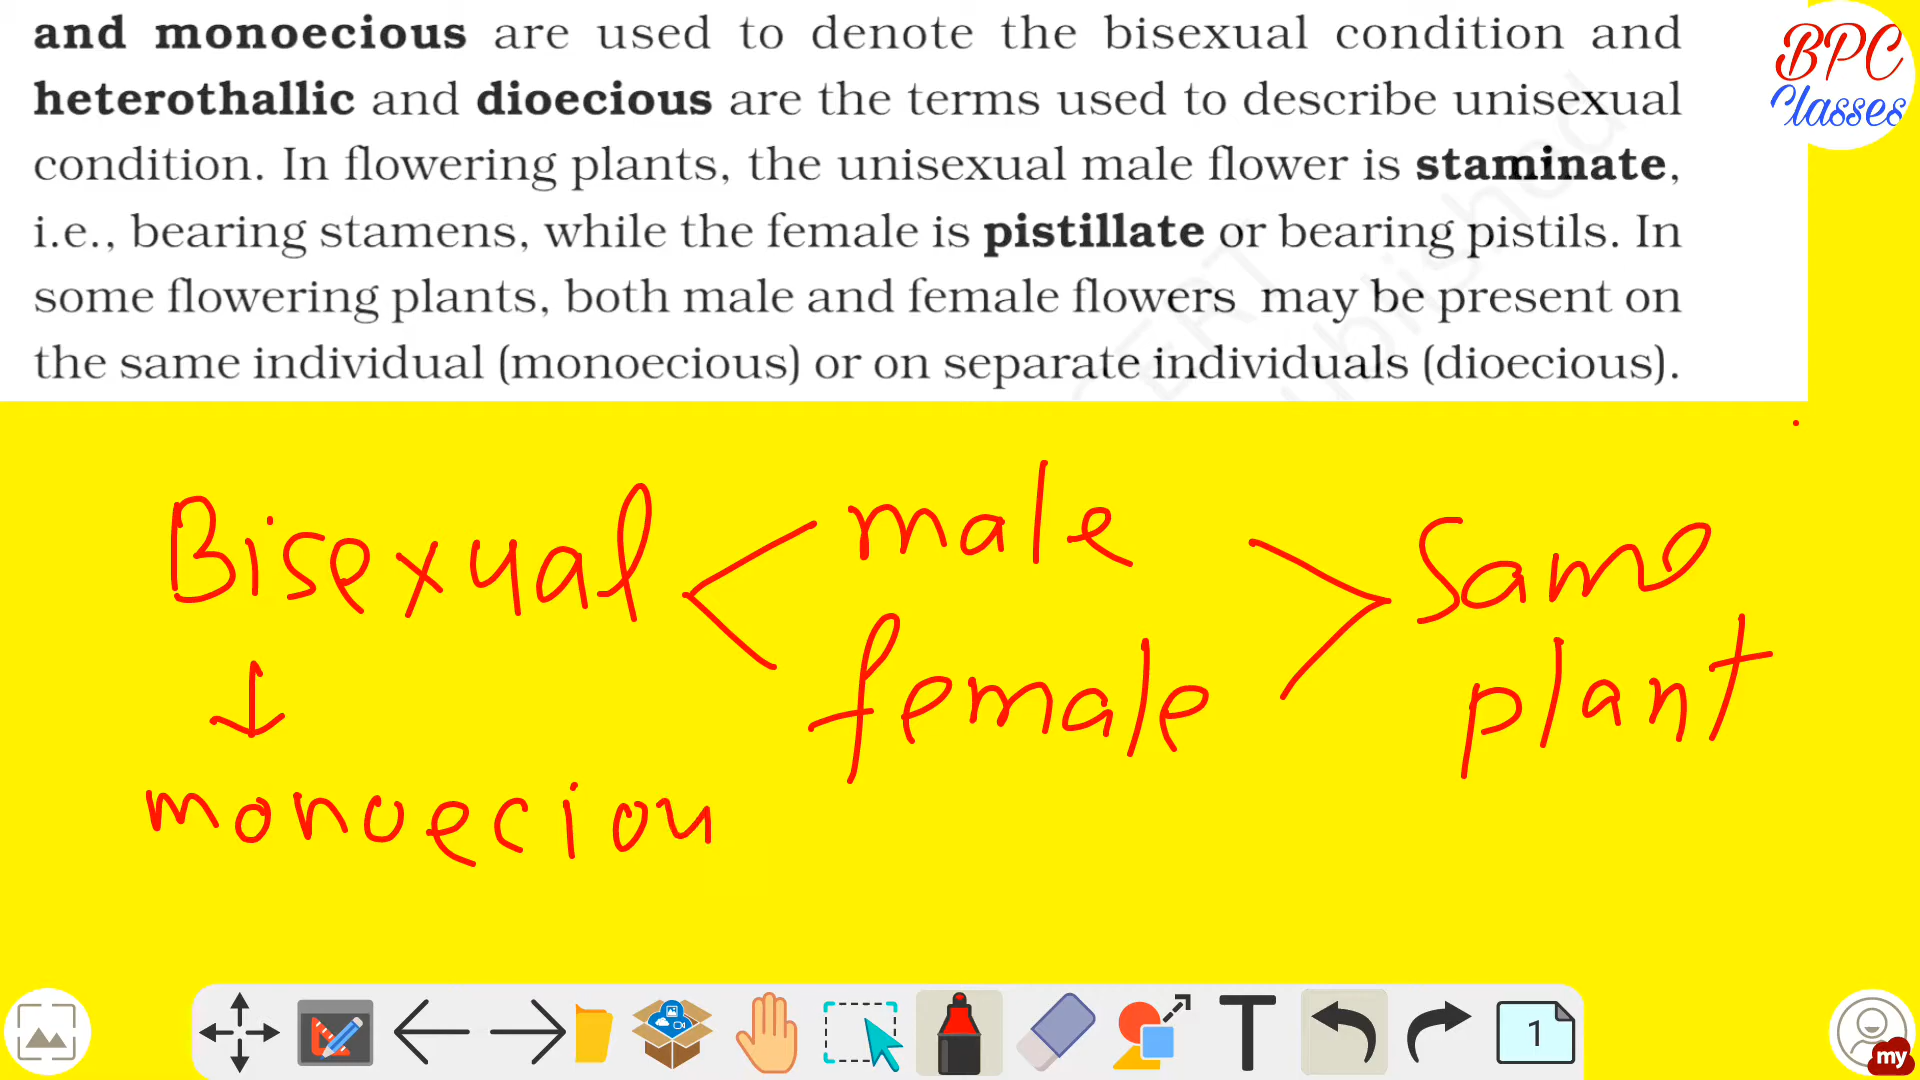 and monoecious are used to denote the bisexual condition and
heterothallic and dioecious are the terms used to describe unisexual
condition. In flowering plants, the unisexual male flower is staminate,
i.e., bearing stamens, while the female is pistillate or bearing pistils. In
some flowering plants, both male and female flowers may be present on
the same individual (monoecious) or on separate individuals (dioecious).
BPC
Classes
Bisexual
male
female
Same
plant
monoeciou
T
1
my